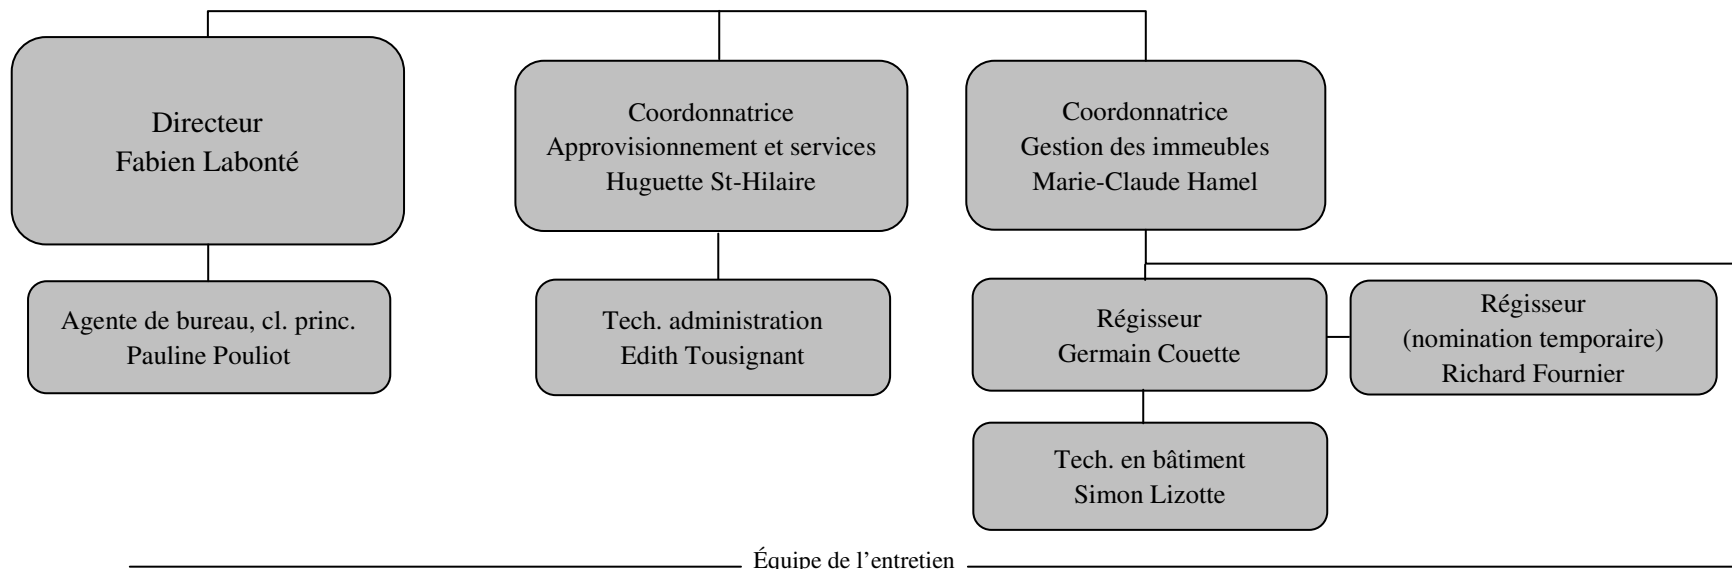 Directeur
Fabien Labonté
Coordonnatrice
Approvisionnement et services
Huguette St-Hilaire
Coordonnatrice
Gestion des immeubles
Marie-Claude Hamel
Agente de bureau, cl. princ.
Pauline Pouliot
Tech. administration
Edith Tousignant
Régisseur
Germain Couette
Régisseur
(nomination temporaire)
Richard Fournier
Tech. en bâtiment
Simon Lizotte
Équipe de l’entretien